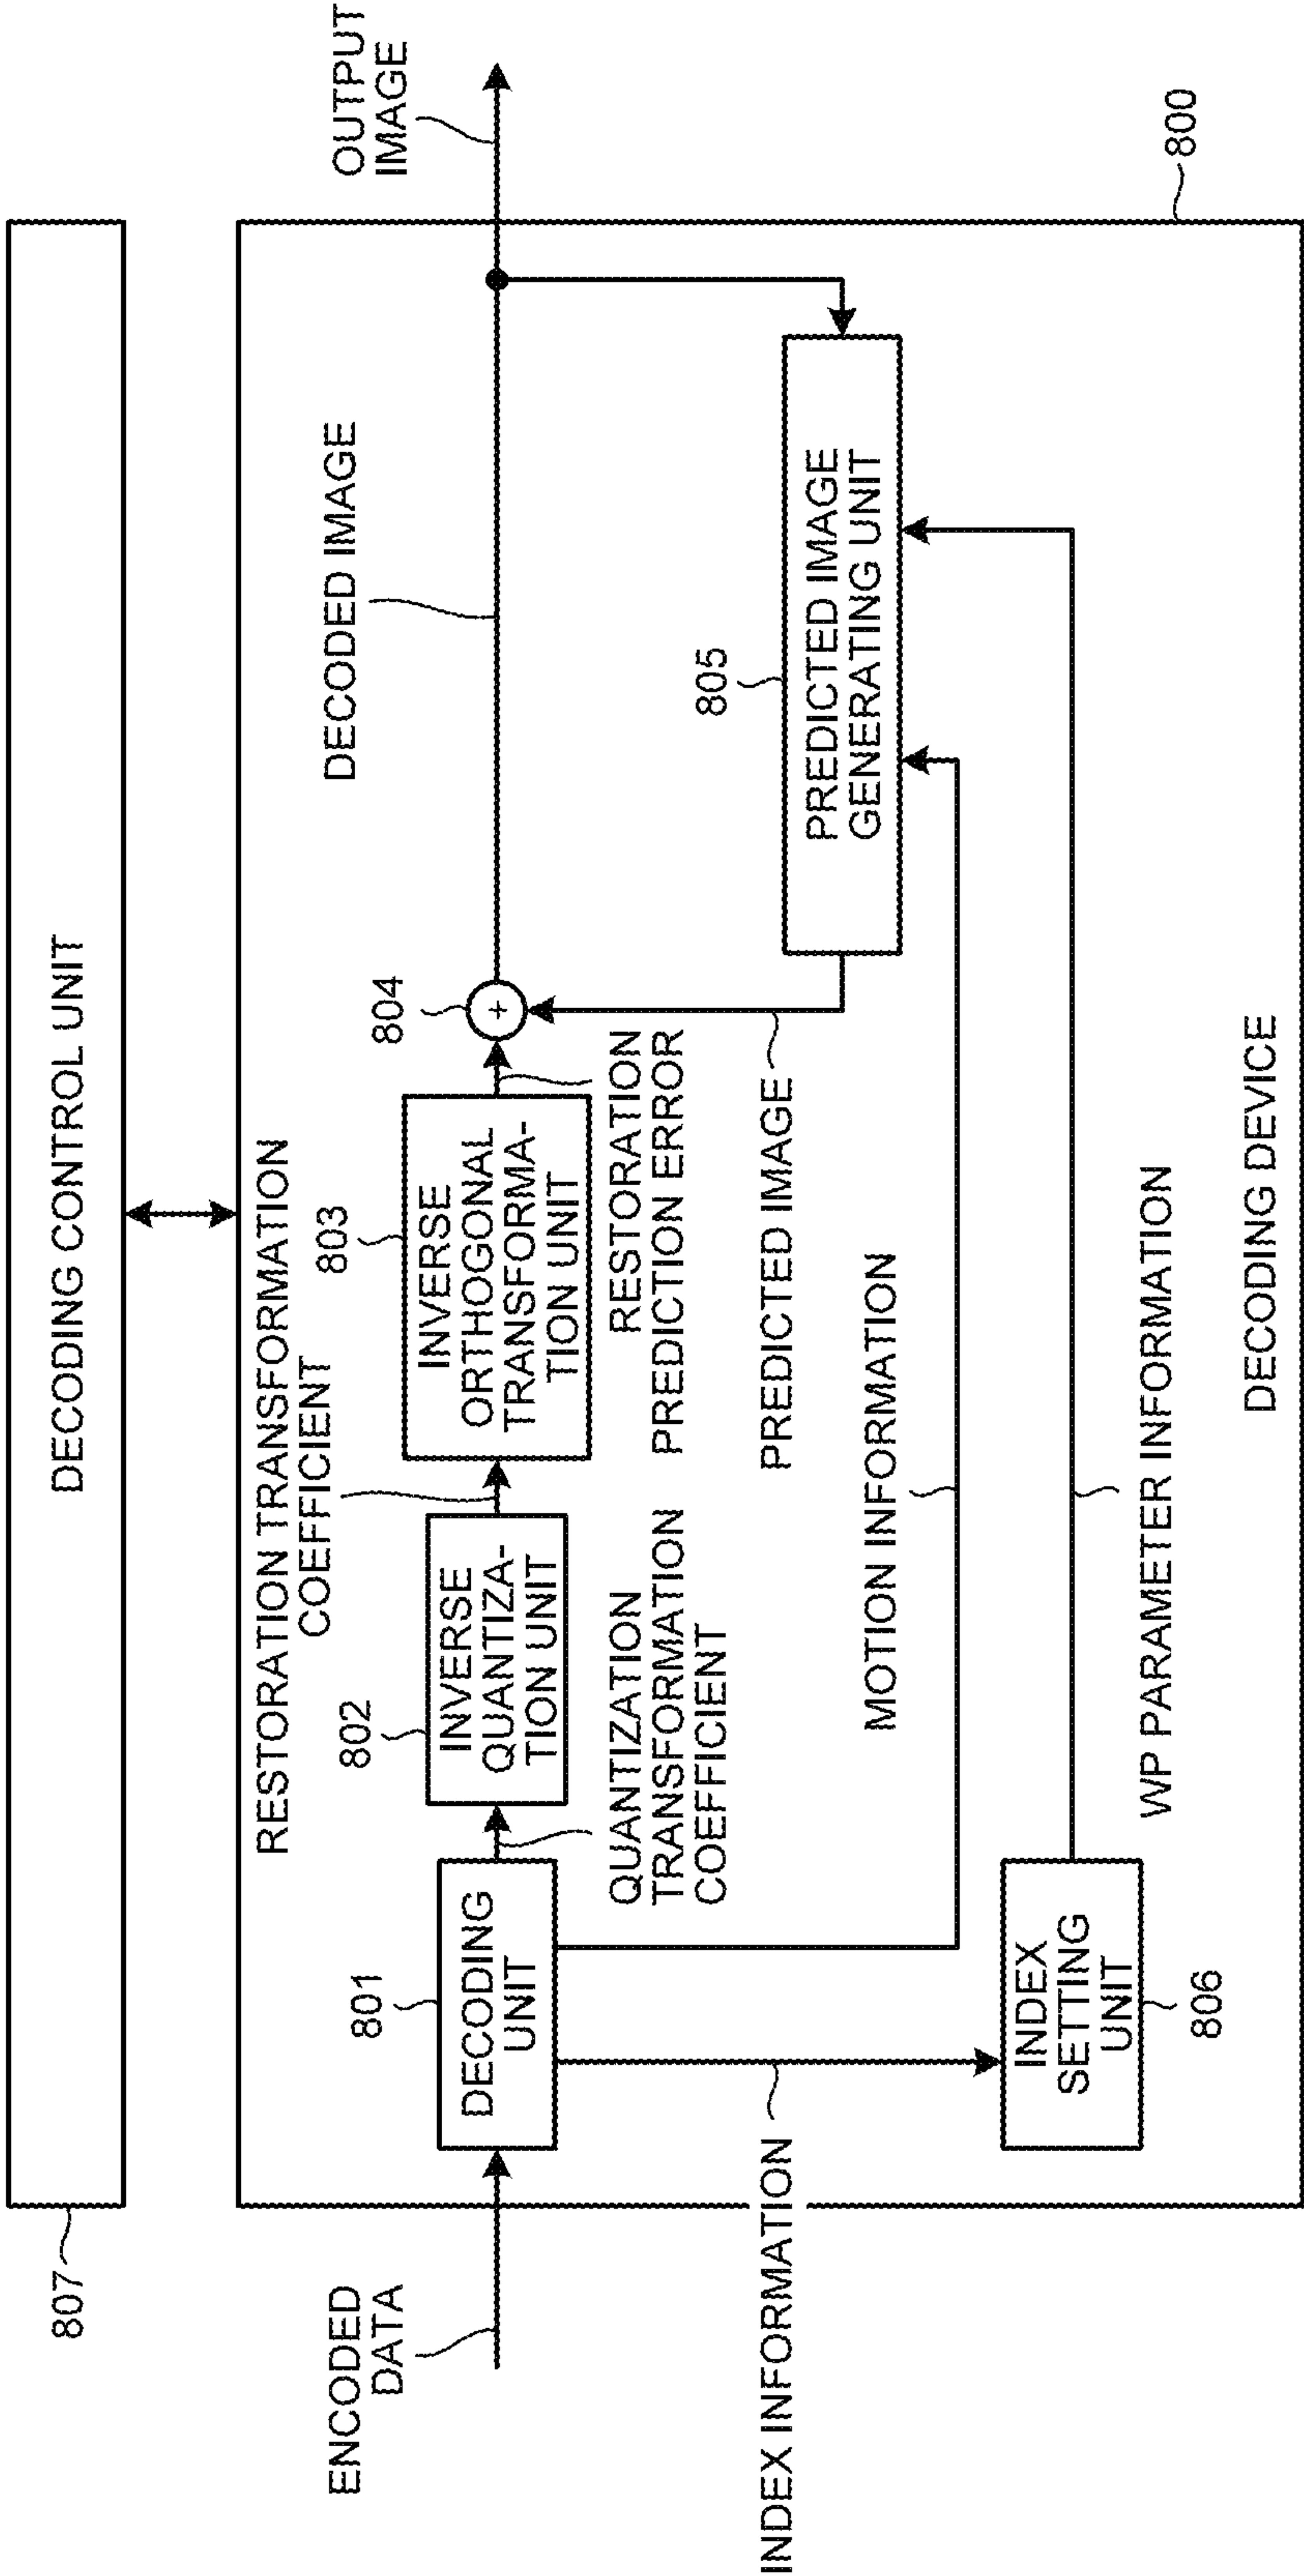 807
DECODING CONTROL UNIT
ENCODED
DATA
RESTORATION TRANSFORMATION
COEFFICIENT
DECODED IMAGE
OUTPUT
IMAGE
801
DECODING
UNIT
802
INVERSE
QUANTIZA-
TION UNIT
803
INVERSE
ORTHOGONAL
TRANSFORMA-
TION UNIT
804
+
QUANTIZATION
TRANSFORMATION
COEFFICIENT
RESTORATION
PREDICTION ERROR
805
PREDICTED IMAGE
GENERATING UNIT
INDEX INFORMATION
PREDICTED IMAGE
MOTION INFORMATION
INDEX
SETTING
UNIT
806
WP PARAMETER INFORMATION
DECODING DEVICE
800